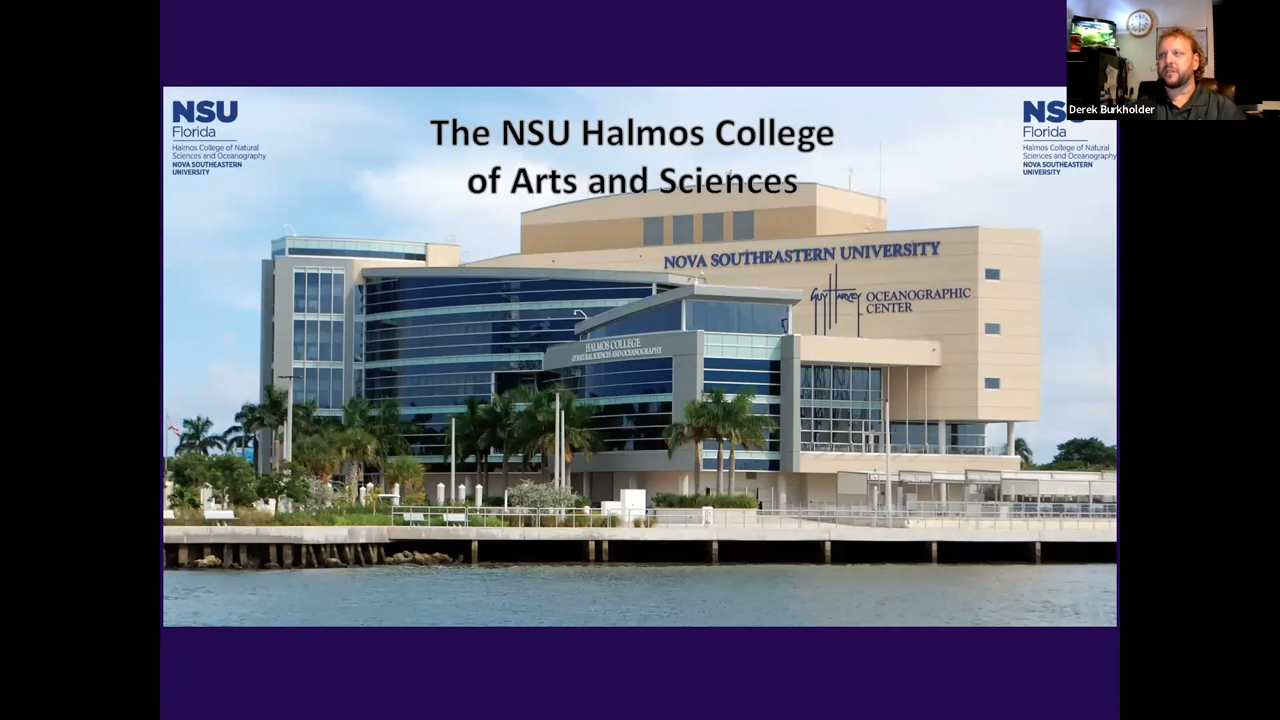 NSU
Florida
Halmos College of Natural
Sciences and Oceanography
NOVA SOUTHEASTERN
UNIVERSITY
The NSU Halmos College
of Arts and Sciences
NSU
Florida
Halmos College of Natural
Sciences and Oceanography
NOVA SOUTHEASTERN
UNIVERSITY
Derek Burkholder
NOVA SOUTHEASTERN UNIVERSITY
GUY HARVEY
OCEANOGRAPHIC
CENTER
HALMOS COLLEGE
OF NATURAL SCIENCES AND OCEANOGRAPHY